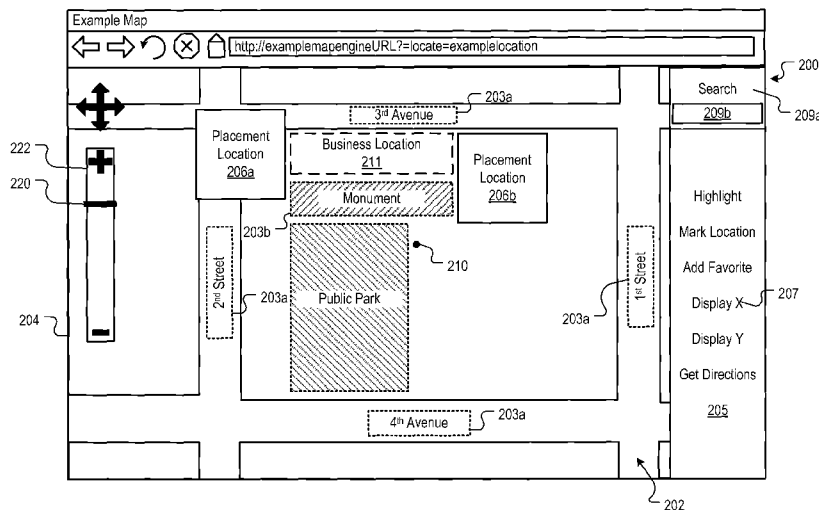 Example Map
http://examplemapengineURL?=locate=examplelocation
200
Search
209b
209a
203a
3rd Avenue
Placement
Location
206a
Business Location
211
Placement
Location
206b
222
220
Monument
203b
Highlight
Mark Location
Add Favorite
Display X
207
Display Y
Get Directions
205
210
2nd Street
203a
Public Park
1st Street
203a
204
4th Avenue
203a
202